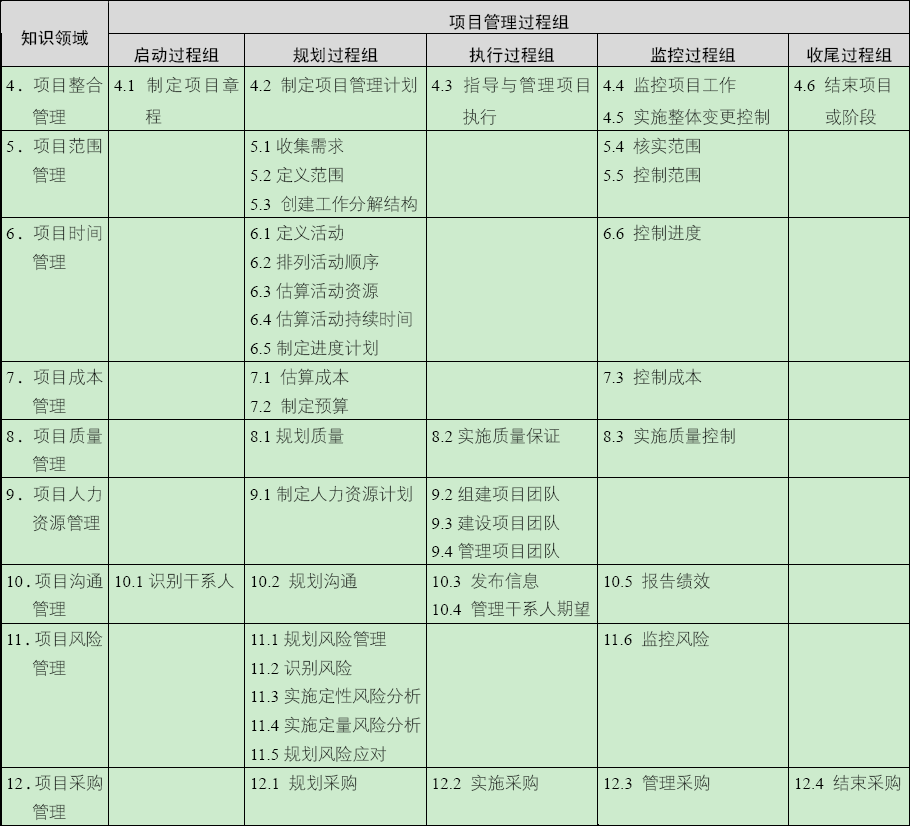 知识领域
项目管理过程组
启动过程组
规划过程组
执行过程组
监控过程组
收尾过程组
4．项目整合
管理
4.1 制定项目章
程
4.2 制定项目管理计划
4.3 指导与管理项目
执行
4.4 监控项目工作
4.5 实施整体变更控制
4.6 结束项目
或阶段
5．项目范围
管理
5.1 收集需求
5.2 定义范围
5.3 创建工作分解结构
5.4 核实范围
5.5 控制范围
6．项目时间
管理
6.1 定义活动
6.2 排列活动顺序
6.3 估算活动资源
6.4 估算活动持续时间
6.5 制定进度计划
6.6 控制进度
7．项目成本
管理
7.1 估算成本
7.2 制定预算
7.3 控制成本
8．项目质量
管理
8.1 规划质量
8.2 实施质量保证
8.3 实施质量控制
9．项目人力
资源管理
9.1 制定人力资源计划
9.2 组建项目团队
9.3 建设项目团队
9.4 管理项目团队
10．项目沟通
管理
10.1 识别干系人
10.2 规划沟通
10.3 发布信息
10.4 管理干系人期望
10.5 报告绩效
11．项目风险
管理
11.1 规划风险管理
11.2 识别风险
11.3 实施定性风险分析
11.4 实施定量风险分析
11.5 规划风险应对
11.6 监控风险
12．项目采购
管理
12.1 规划采购
12.2 实施采购
12.3 管理采购
12.4 结束采购